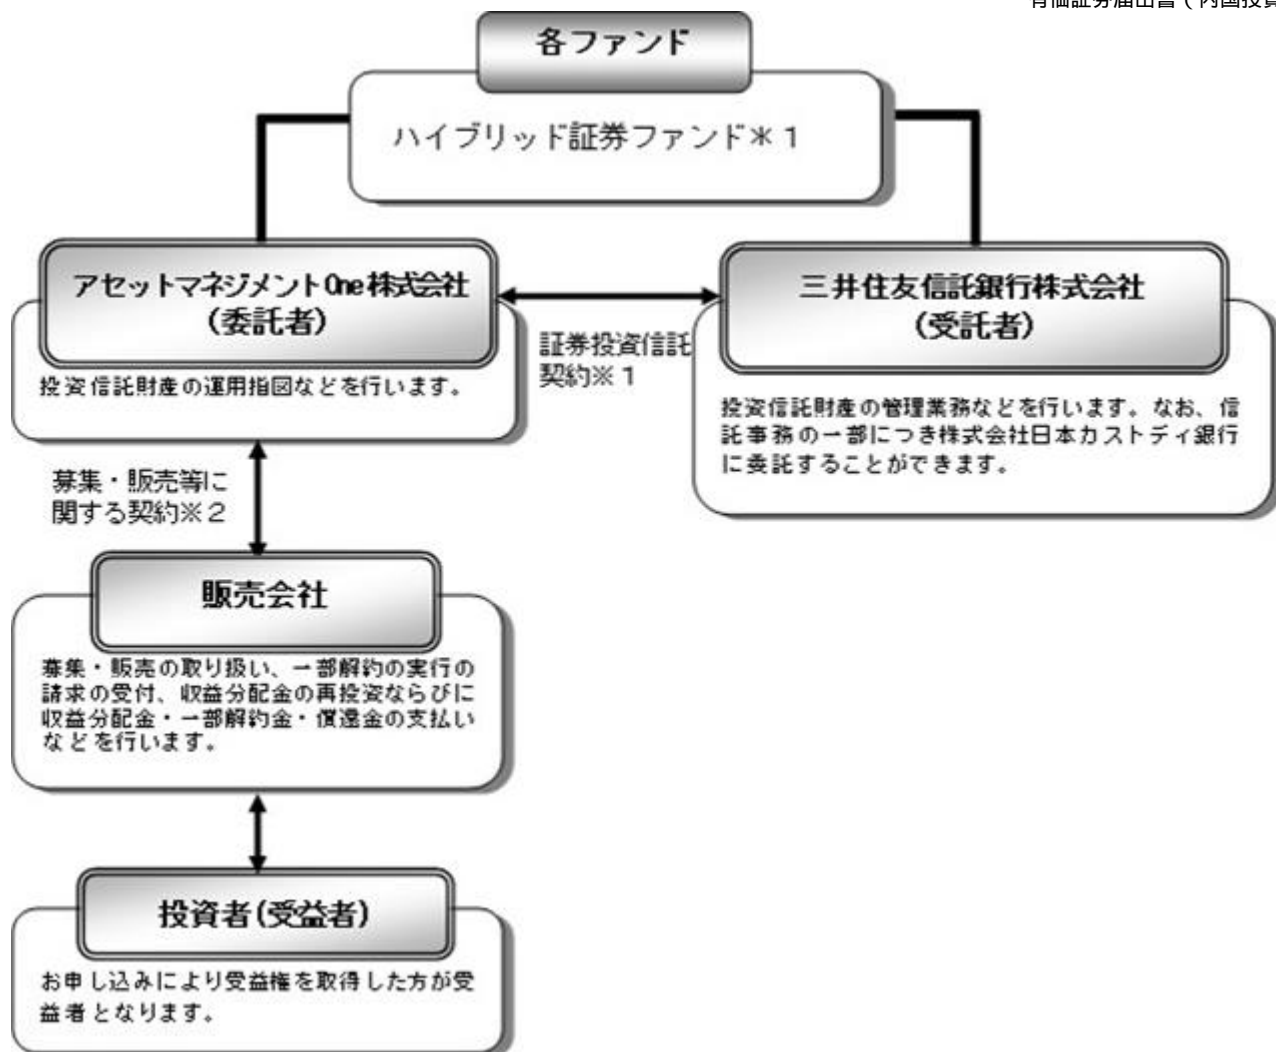 有価証券届出書（内国投資
各ファンド
ハイブリッド証券ファンド＊１
アセットマネジメントOne株式会社
（委託者）
投資信託財産の運用指図などを行います。
証券投資信託
契約※１
三井住友信託銀行株式会社
（受託者）
投資信託財産の管理業務などを行います。なお、信
託事務の一部につき株式会社日本カストディ銀行
に委託することができます。
募集・販売等に
関する契約※２
販売会社
募集・販売の取り扱い、一部解約の実行の
請求の受付、収益分配金の再投資ならびに
収益分配金・一部解約金・償還金の支払い
などを行います。
投資者(受益者)
お申し込みにより受益権を取得した方が受
益者となります。